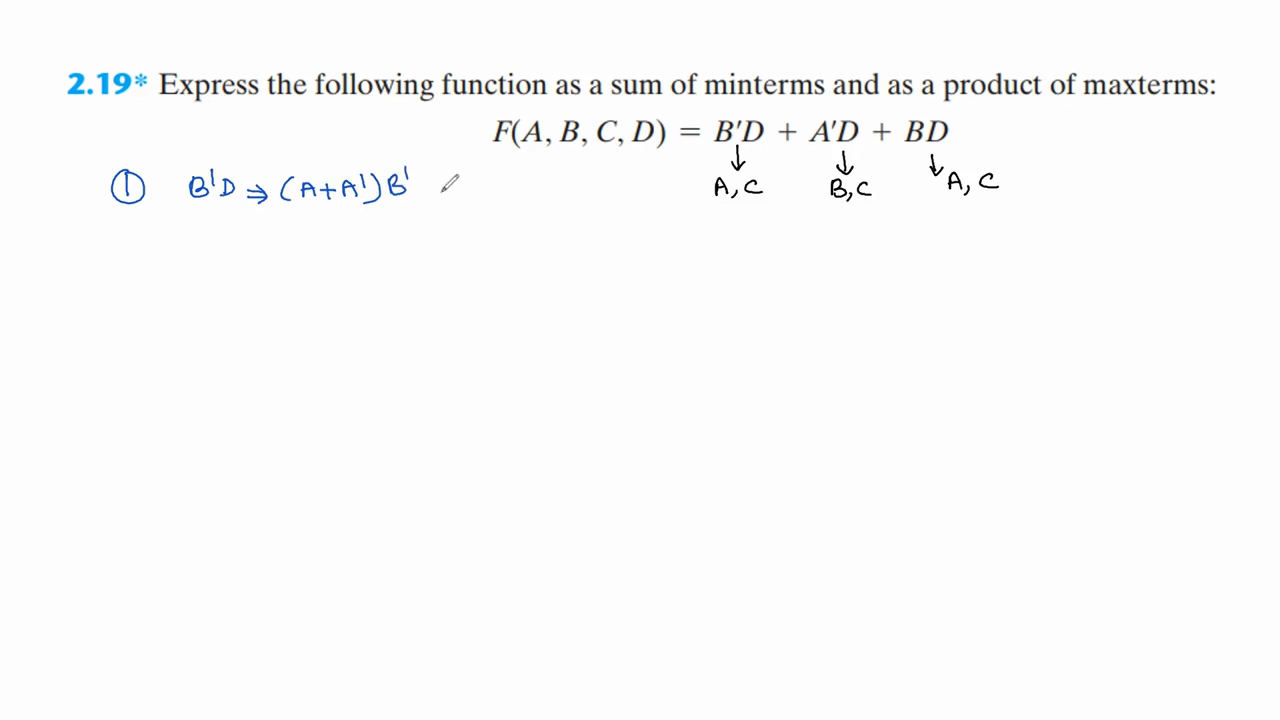 2.19* Express the following function as a sum of minterms and as a product of maxterms:
F(A, B, C, D) = B′D + A′D + BD
A, C B, C A, C
① B'D ⇒ (A+A')B'